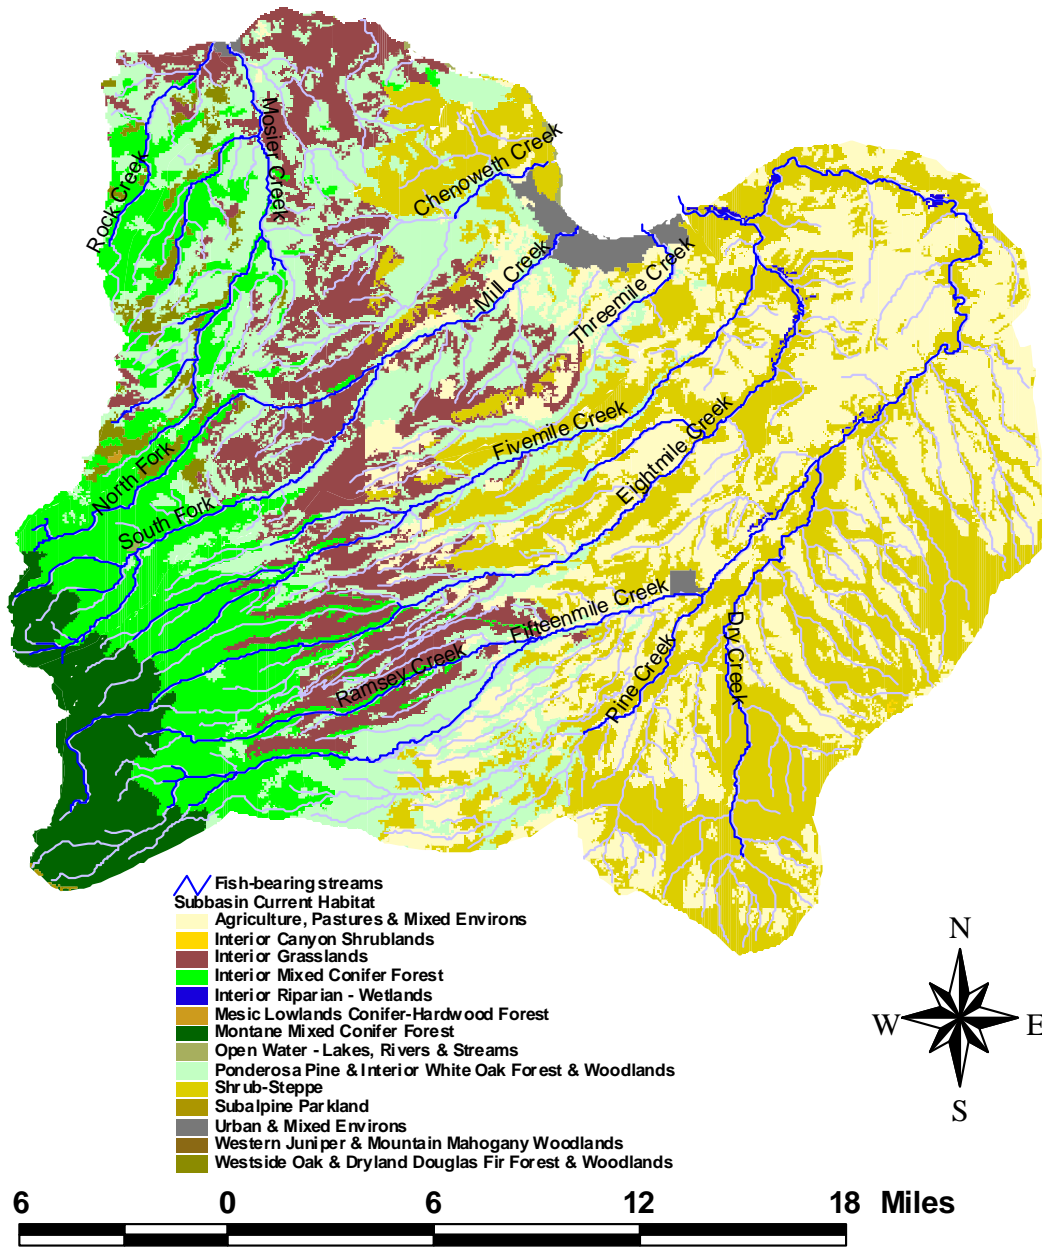 Rock Creek
Mosier Creek
Chenoweth Creek
Mill Creek
Threemile Creek
Fivemile Creek
Eightmile Creek
North Fork
South Fork
Fifteenmile Creek
Ramsey Creek
Pine Creek
Dry Creek
Fish-bearing streams
Subbasin Current Habitat
Agriculture, Pastures & Mixed Environs
Interior Canyon Shrublands
Interior Grasslands
Interior Mixed Conifer Forest
Interior Riparian - Wetlands
Mesic Lowlands Conifer-Hardwood Forest
Montane Mixed Conifer Forest
Open Water - Lakes, Rivers & Streams
Ponderosa Pine & Interior White Oak Forest & Woodlands
Shrub-Steppe
Subalpine Parkland
Urban & Mixed Environs
Western Juniper & Mountain Mahogany Woodlands
Westside Oak & Dryland Douglas Fir Forest & Woodlands
N
W E
S
6 0 6 12 18 Miles